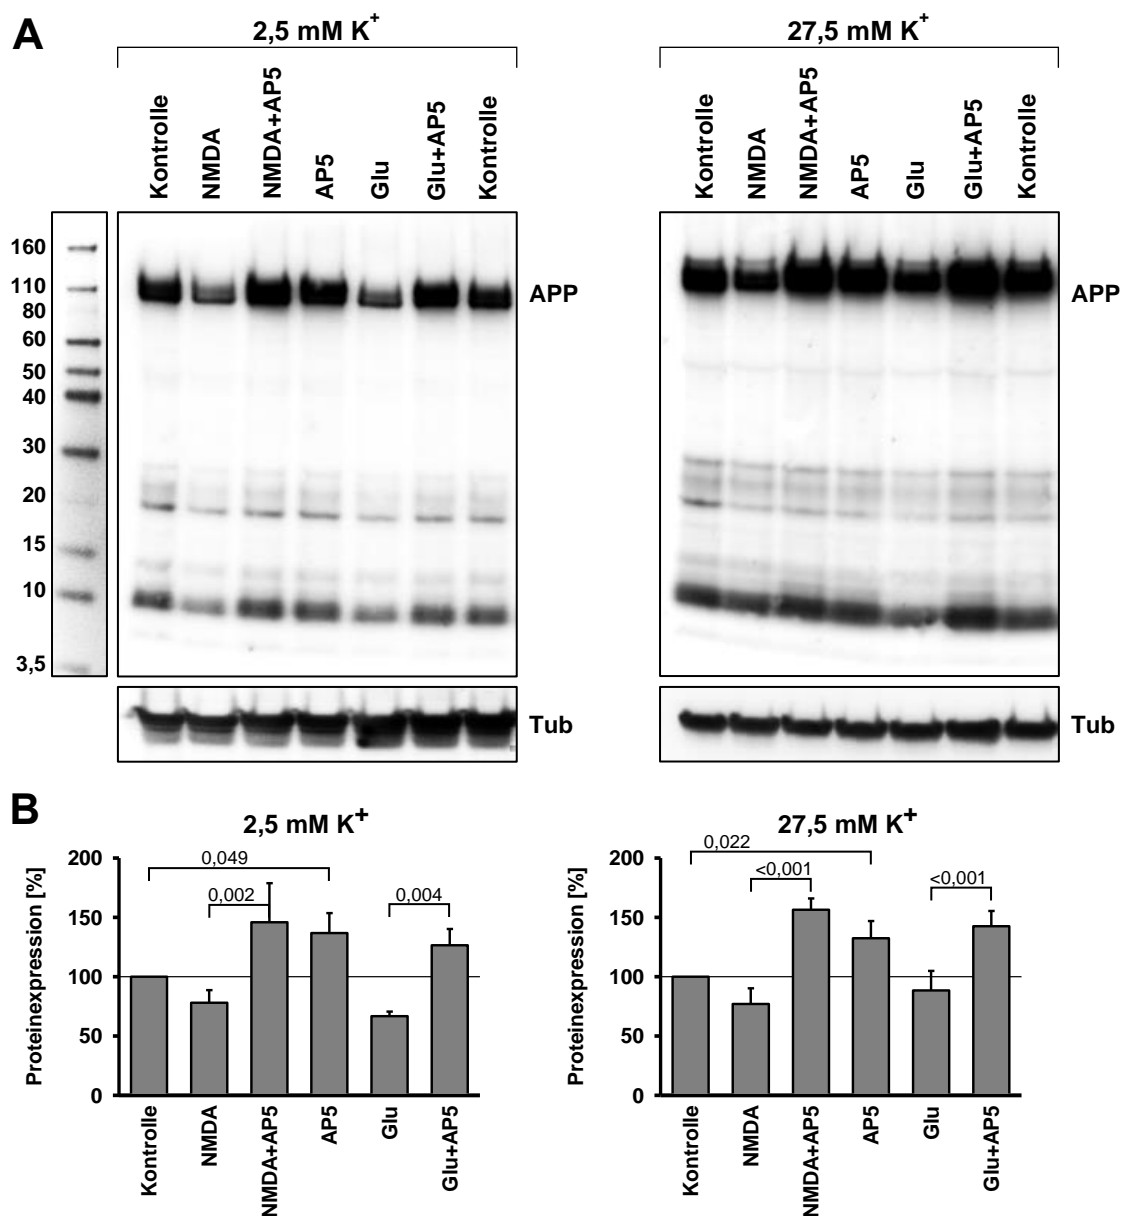 A
2,5 mM K+
27,5 mM K+
Kontrolle
NMDA
NMDA+AP5
AP5
Glu
Glu+AP5
Kontrolle
Kontrolle
NMDA
NMDA+AP5
AP5
Glu
Glu+AP5
Kontrolle
160
110
80
60
50
40
30
20
15
10
3,5
APP
APP
Tub
Tub
B
2,5 mM K+
Proteinexpression [%]
200
150
100
50
0
0,049
0,002
0,004
Kontrolle
NMDA
NMDA+AP5
AP5
Glu
Glu+AP5
27,5 mM K+
Proteinexpression [%]
200
150
100
50
0
0,022
<0,001
<0,001
Kontrolle
NMDA
NMDA+AP5
AP5
Glu
Glu+AP5